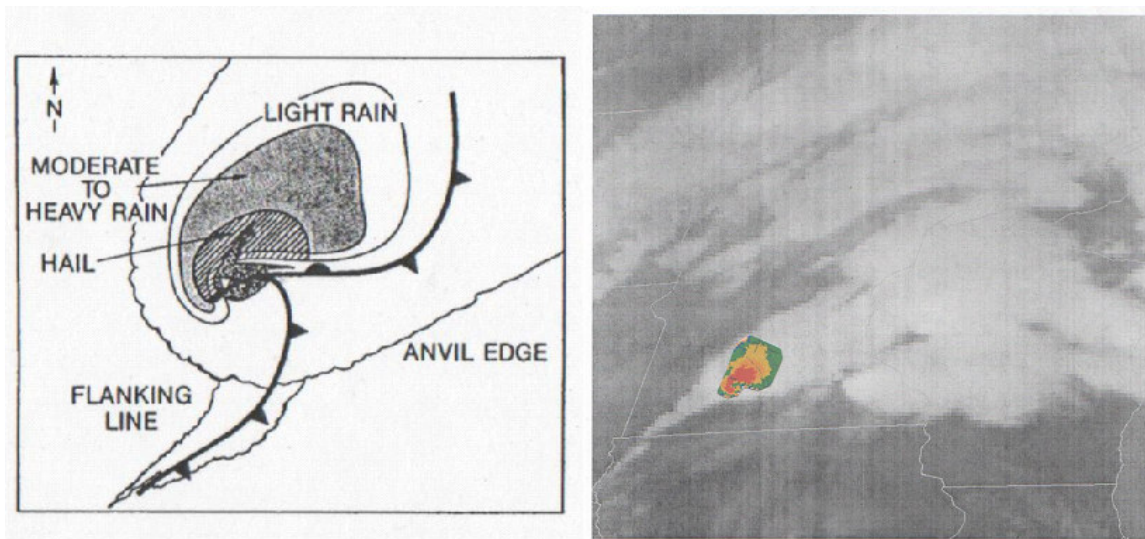 N
LIGHT RAIN
MODERATE
TO
HEAVY RAIN
HAIL
ANVIL EDGE
FLANKING
LINE